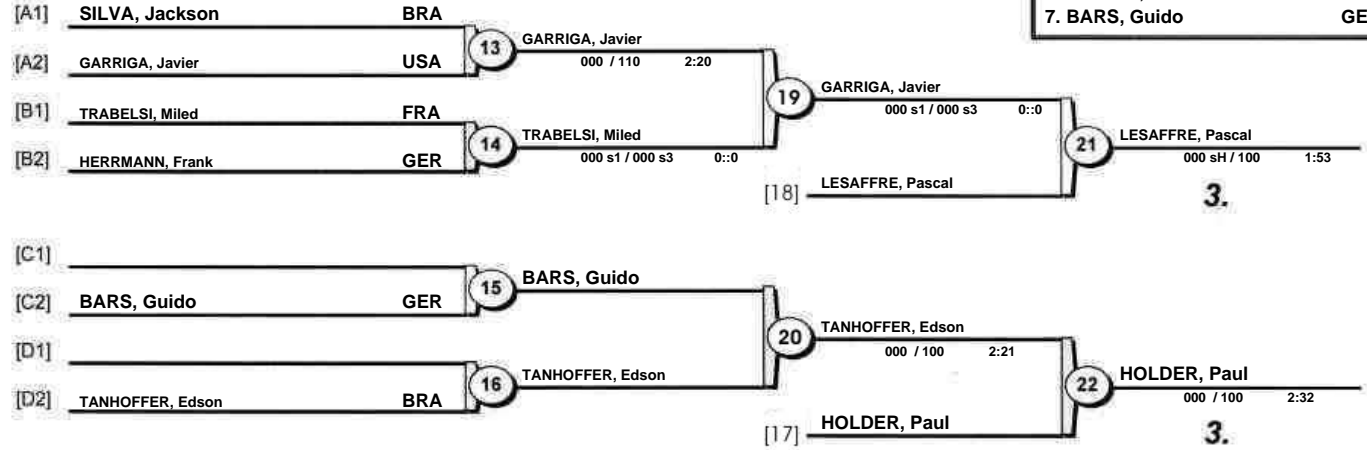 [A1] SILVA, Jackson BRA
7. BARS, Guido GE
[A2] GARRIGA, Javier USA
13
GARRIGA, Javier
000 / 110 2:20
[B1] TRABELSI, Miled FRA
[B2] HERRMANN, Frank GER
14
TRABELSI, Miled
000 s1 / 000 s3 0::0
19
GARRIGA, Javier
000 s1 / 000 s3 0::0
[18] LESAFFRE, Pascal
21
LESAFFRE, Pascal
000 sH / 100 1:53
3.
[C1]
[C2] BARS, Guido GER
15
BARS, Guido
[D1]
[D2] TANHOFFER, Edson BRA
16
TANHOFFER, Edson
20
TANHOFFER, Edson
000 / 100 2:21
[17] HOLDER, Paul
22
HOLDER, Paul
000 / 100 2:32
3.